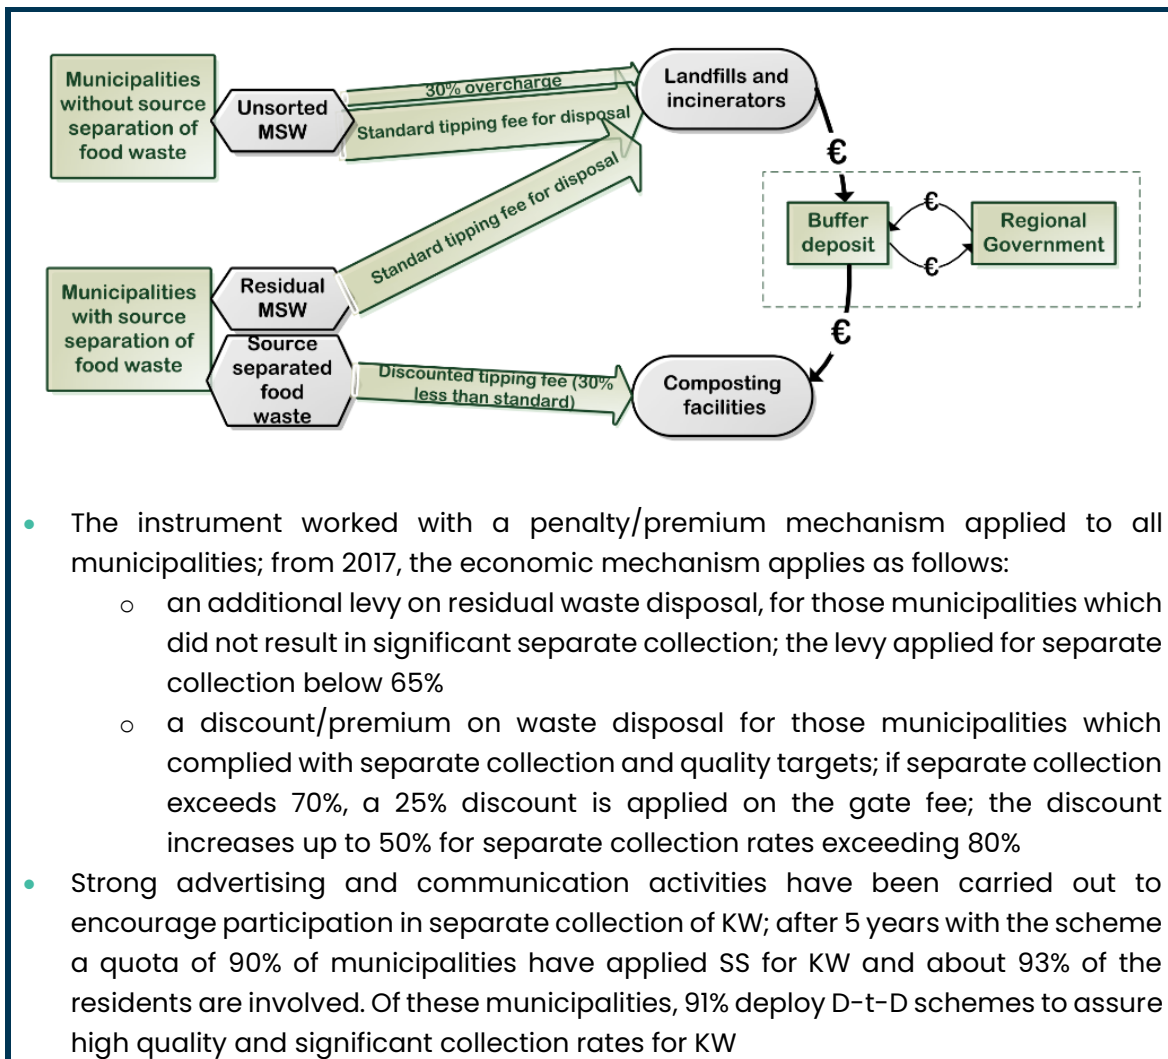 Municipalities
without source
separation of
food waste
Unsorted
MSW
30% overcharge
Standard tipping fee for disposal
Landfills and
incinerators
€
Standard tipping fee for disposal
Buffer
deposit
€
€
Regional
Government
Municipalities
with source
separation of
food waste
Residual
MSW
Source
separated
food
waste
Discounted tipping fee (30%
less than standard)
Composting
facilities
€
• The instrument worked with a penalty/premium mechanism applied to all
municipalities; from 2017, the economic mechanism applies as follows:
o an additional levy on residual waste disposal, for those municipalities which
did not result in significant separate collection; the levy applied for separate
collection below 65%
o a discount/premium on waste disposal for those municipalities which
complied with separate collection and quality targets; if separate collection
exceeds 70%, a 25% discount is applied on the gate fee; the discount
increases up to 50% for separate collection rates exceeding 80%
• Strong advertising and communication activities have been carried out to
encourage participation in separate collection of KW; after 5 years with the scheme
a quota of 90% of municipalities have applied SS for KW and about 93% of the
residents are involved. Of these municipalities, 91% deploy D-t-D schemes to assure
high quality and significant collection rates for KW